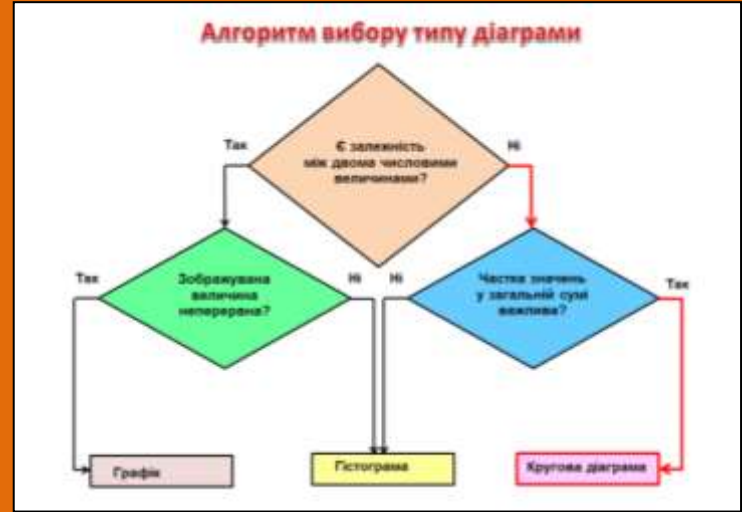 Алгоритм вибору типу діаграми
Так
Є залежність
між двома числовими
величинами?
Ні
Так
Зображувана
величина
неперервна?
Ні
Ні
Частка значень
у загальній сумі
важлива?
Так
Графік
Гістограма
Кругова діаграма